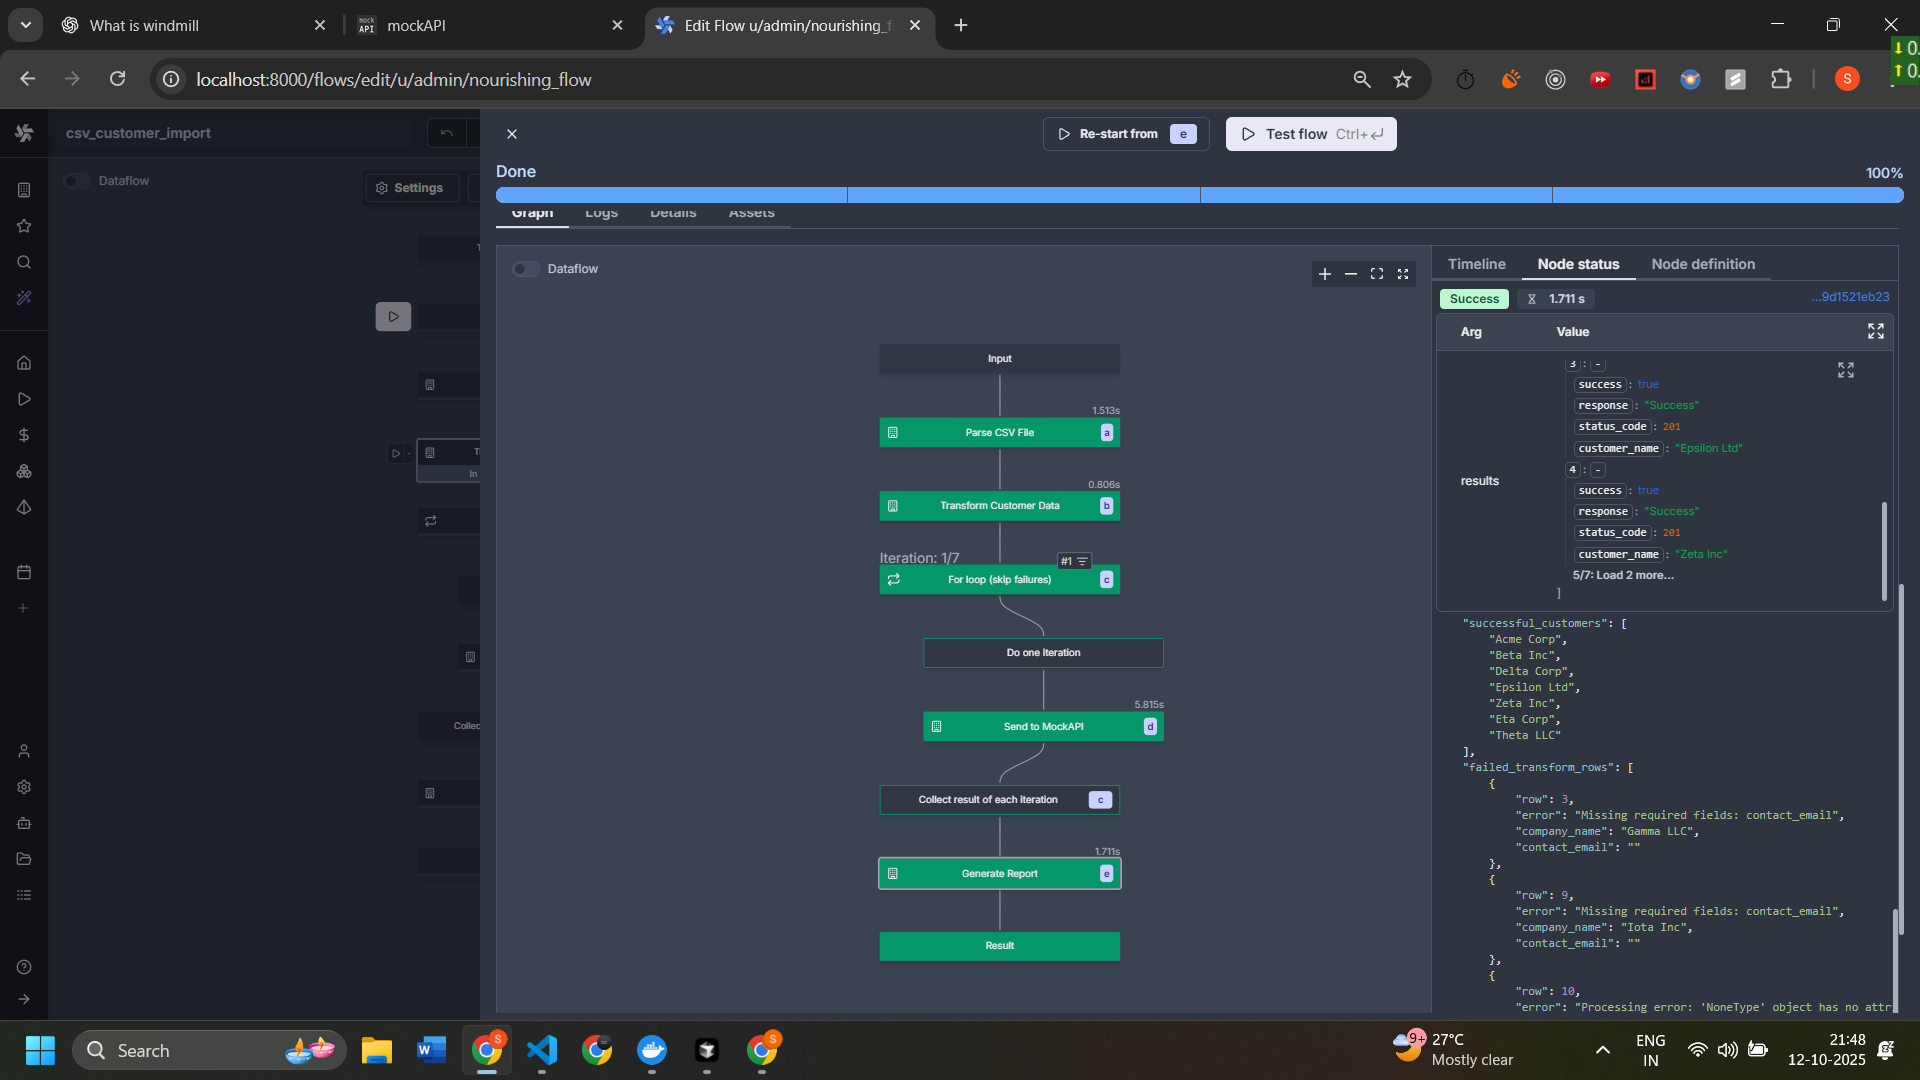 What is windmill
mock API
mockAPI
Edit Flow u/admin/nourishing_f
localhost:8000/flows/edit/u/admin/nourishing_flow
S
0.
0.
csv_customer_import
Re-start from e
Test flow Ctrl+
Dataflow
Settings
Done
100%
Graph
Logs
Details
Assets
Dataflow
Timeline
Node status
Node definition
Success
1.711 s
...9d1521eb23
Arg
Value
results
3 : -
success : true
response : "Success"
status_code : 201
customer_name : "Epsilon Ltd"
4 : -
success : true
response : "Success"
status_code : 201
customer_name : "Zeta Inc"
5/7: Load 2 more...
]
"successful_customers": [
"Acme Corp",
"Beta Inc",
"Delta Corp",
"Epsilon Ltd",
"Zeta Inc",
"Eta Corp",
"Theta LLC"
],
"failed_transform_rows": [
{
"row": 3,
"error": "Missing required fields: contact_email",
"company_name": "Gamma LLC",
"contact_email": ""
},
{
"row": 9,
"error": "Missing required fields: contact_email",
"company_name": "Iota Inc",
"contact_email": ""
},
{
"row": 10,
"error": "Processing error: 'NoneType' object has no attr
Input
1.513s
Parse CSV File a
0.806s
Transform Customer Data b
Iteration: 1/7
#1
For loop (skip failures) c
Do one iteration
5.815s
Send to MockAPI d
Collect result of each iteration c
1.711s
Generate Report e
Result
In
Collec
Search
S
S
9+
27°C
Mostly clear
ENG
IN
21:48
12-10-2025